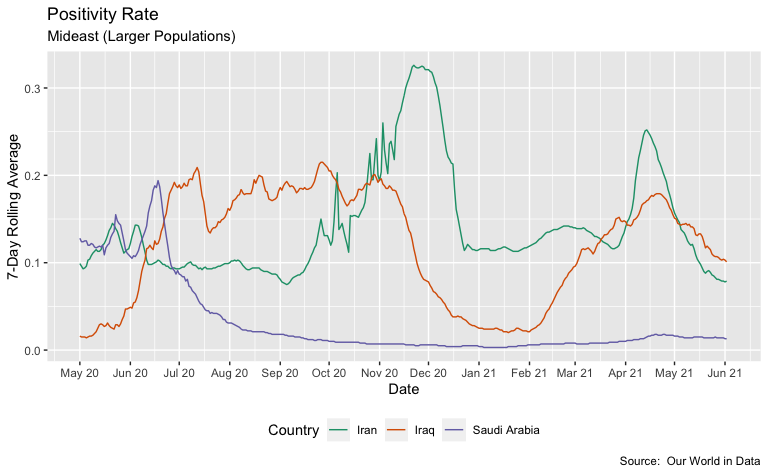 Positivity Rate
Mideast (Larger Populations)
7-Day Rolling Average
0.3
0.2
0.1
0.0
May 20 Jun 20 Jul 20 Aug 20 Sep 20 Oct 20 Nov 20 Dec 20 Jan 21 Feb 21 Mar 21 Apr 21 May 21 Jun 21
Date
Country Iran Iraq Saudi Arabia
Source: Our World in Data